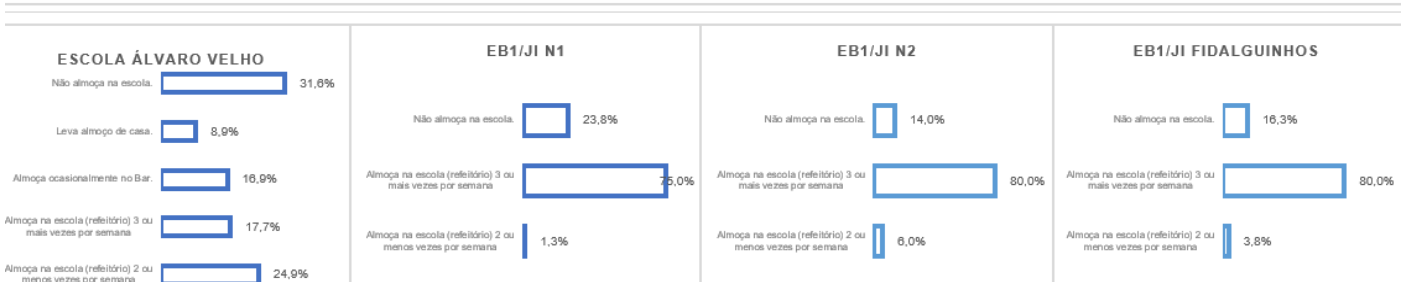 ESCOLA ÁLVARO VELHO
Não almoça na escola.
31,6%
Leva almoço de casa.
8,9%
Almoça ocasionalmente no Bar.
16,9%
Almoça na escola (refeitório) 3 ou
mais vezes por semana
17,7%
Almoça na escola (refeitório) 2 ou
menos vezes por semana
24,9%
EB1/JI N1
Não almoça na escola.
23,8%
Almoça na escola (refeitório) 3 ou
mais vezes por semana
75,0%
Almoça na escola (refeitório) 2 ou
menos vezes por semana
1,3%
EB1/JI N2
Não almoça na escola.
14,0%
Almoça na escola (refeitório) 3 ou
mais vezes por semana
80,0%
Almoça na escola (refeitório) 2 ou
menos vezes por semana
6,0%
EB1/JI FIDALGUINHOS
Não almoça na escola.
16,3%
Almoça na escola (refeitório) 3 ou
mais vezes por semana
80,0%
Almoça na escola (refeitório) 2 ou
menos vezes por semana
3,8%